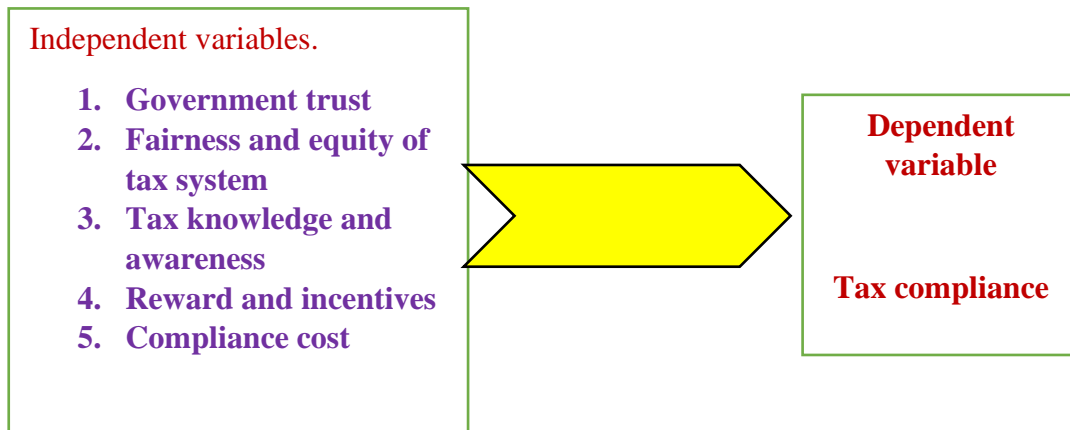 Independent variables.
1. Government trust
2. Fairness and equity of
tax system
3. Tax knowledge and
awareness
4. Reward and incentives
5. Compliance cost
Dependent
variable
Tax compliance